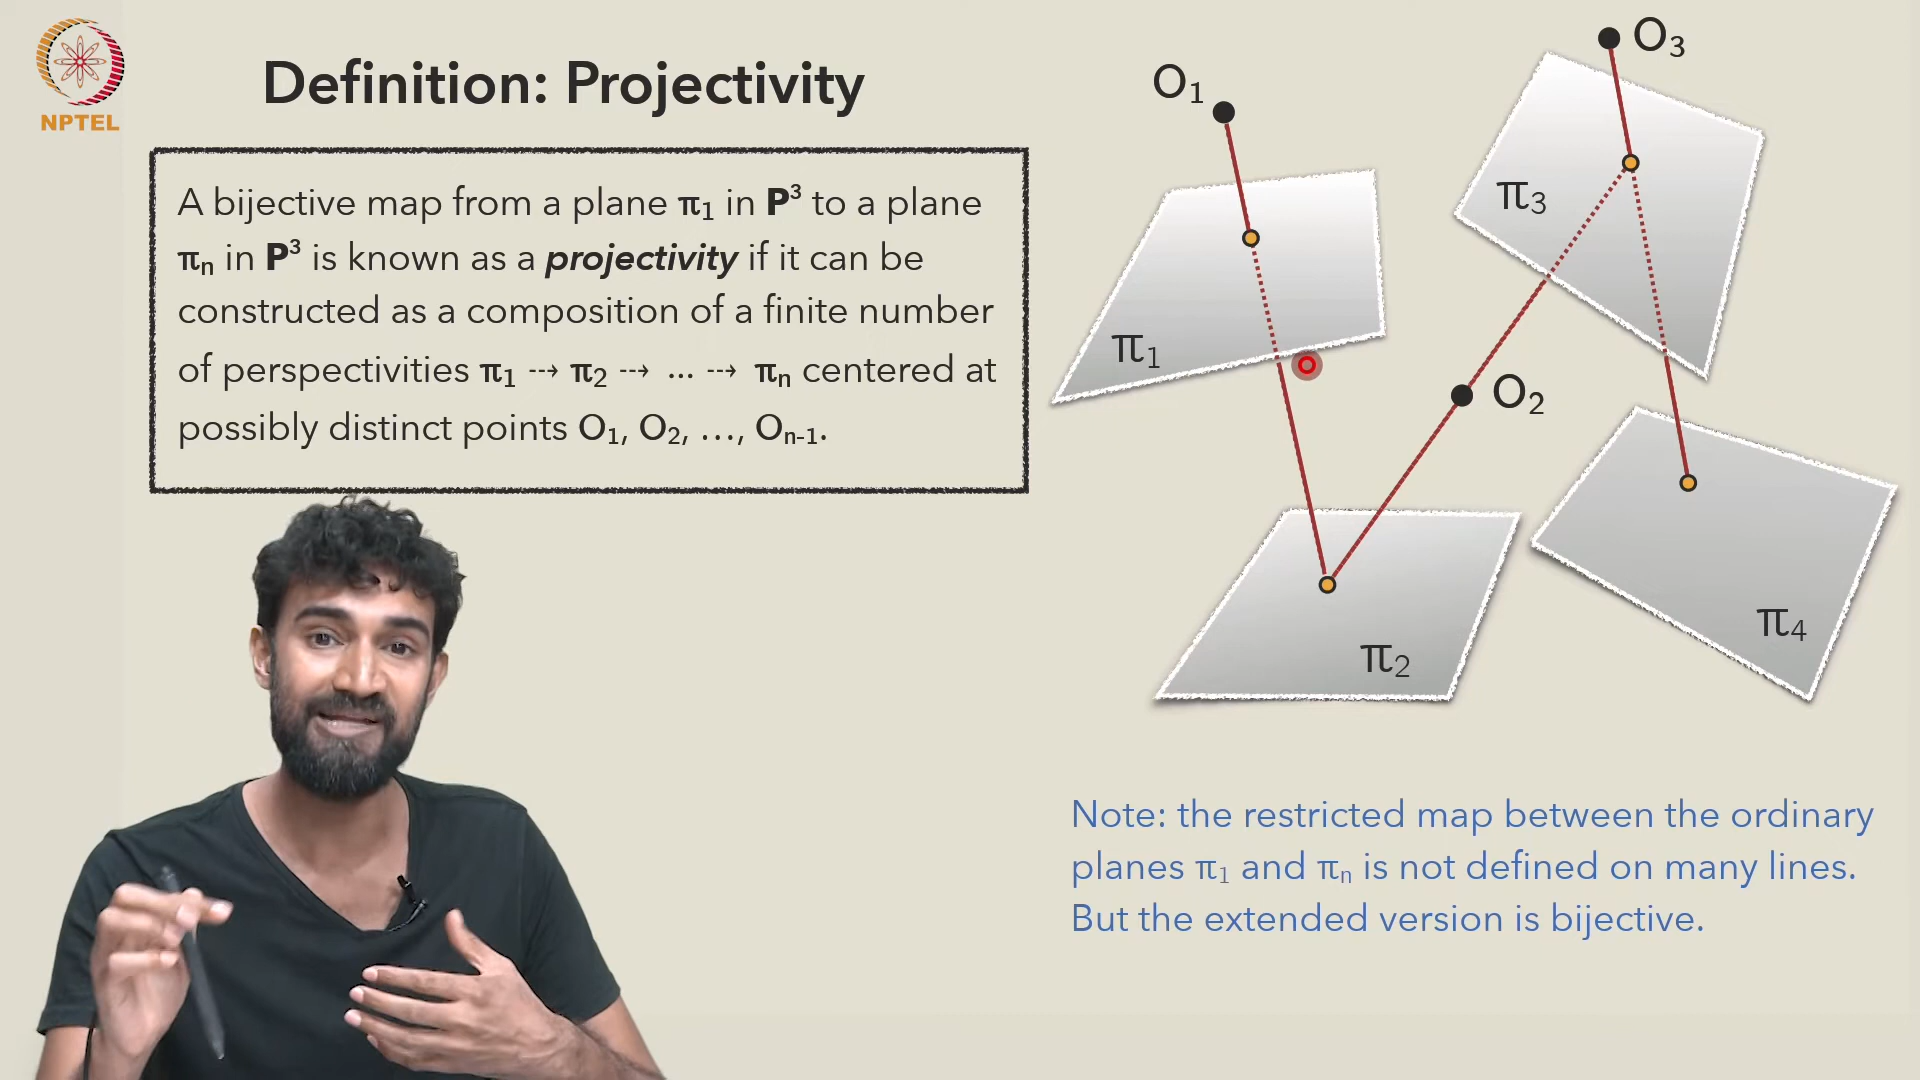 NPTEL
Definition: Projectivity
A bijective map from a plane π₁ in P³ to a plane
πₙ in P³ is known as a projectivity if it can be
constructed as a composition of a finite number
of perspectivities π₁ ⇢ π₂ ⇢ ... ⇢ πₙ centered at
possibly distinct points O₁, O₂, ..., Oₙ₋₁.
O₁
O₃
π₃
π₁
O₂
π₄
π₂
Note: the restricted map between the ordinary
planes π₁ and πₙ is not defined on many lines.
But the extended version is bijective.